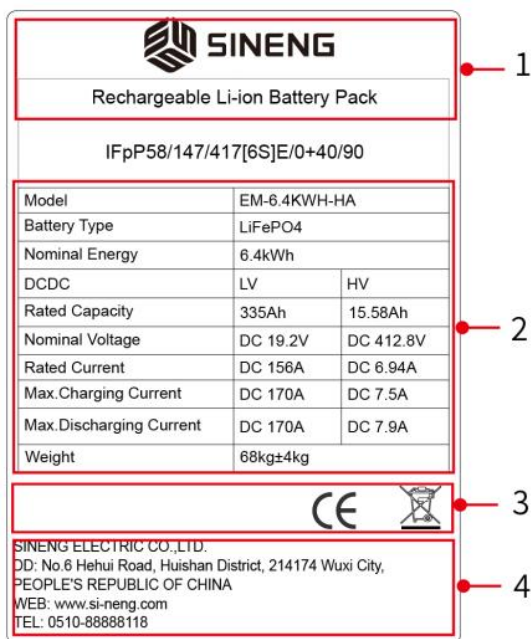 SINENG
1
Rechargeable Li-ion Battery Pack
IFpP58/147/417[6S]E/0+40/90
Model EM-6.4KWH-HA
Battery Type LiFePO4
Nominal Energy 6.4kWh
DCDC LV HV
Rated Capacity 335Ah 15.58Ah
Nominal Voltage DC 19.2V DC 412.8V
2
Rated Current DC 156A DC 6.94A
Max.Charging Current DC 170A DC 7.5A
Max.Discharging Current DC 170A DC 7.9A
Weight 68kg±4kg
CE
3
SINENG ELECTRIC CO.,LTD.
DD: No.6 Hehui Road, Huishan District, 214174 Wuxi City,
PEOPLE'S REPUBLIC OF CHINA
4
WEB: www.si-neng.com
TEL: 0510-88888118